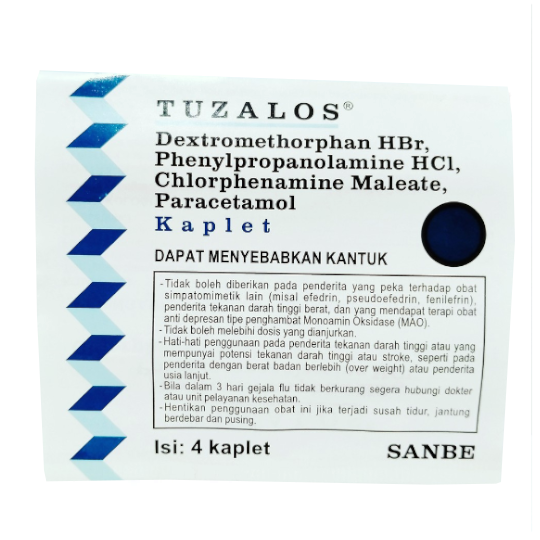 TUZALOS®
Dextromethorphan HBr,
Phenylpropanolamine HCl,
Chlorphenamine Maleate,
Paracetamol
Kaplet
DAPAT MENYEBABKAN KANTUK
-Tidak boleh diberikan pada penderita yang peka terhadap obat
simpatomimetik lain (misal efedrin, pseudoefedrin, fenilefrin),
penderita tekanan darah tinggi berat, dan yang mendapat terapi obat
anti depresan tipe penghambat Monoamin Oksidase (MAO).
-Tidak boleh melebihi dosis yang dianjurkan.
-Hati-hati penggunaan pada penderita tekanan darah tinggi atau yang
mempunyai potensi tekanan darah tinggi atau stroke, seperti pada
penderita dengan berat badan berlebih (over weight) atau penderita
usia lanjut.
-Bila dalam 3 hari gejala flu tidak berkurang segera hubungi dokter
atau unit pelayanan kesehatan.
-Hentikan penggunaan obat ini jika terjadi susah tidur, jantung
berdebar dan pusing.
Isi: 4 kaplet
SANBE